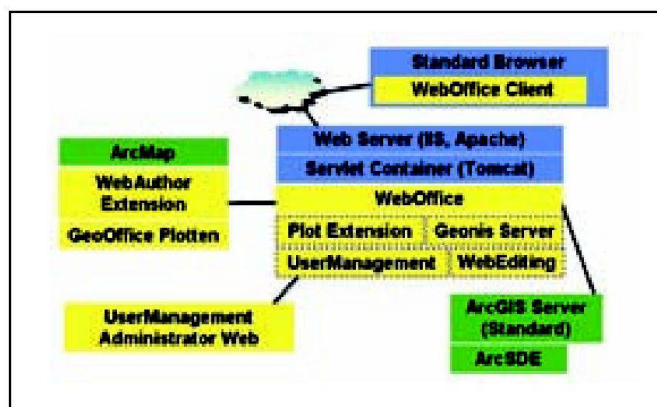 Standard Browser
WebOffice Client
Web Server (IIS, Apache)
Servlet Container (Tomcat)
WebOffice
Plot Extension
Geonis Server
UserManagement
WebEditing
ArcMap
WebAuthor
Extension
GeoOffice Plotten
UserManagement
Administrator Web
ArcGIS Server
(Standard)
ArcSDE